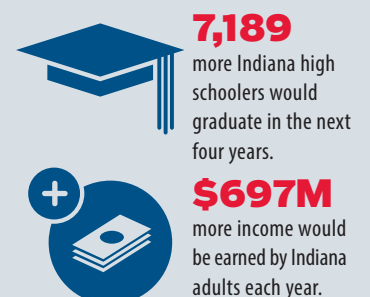 7,189
more Indiana high
schoolers would
graduate in the next
four years.
$697M
more income would
be earned by Indiana
adults each year.